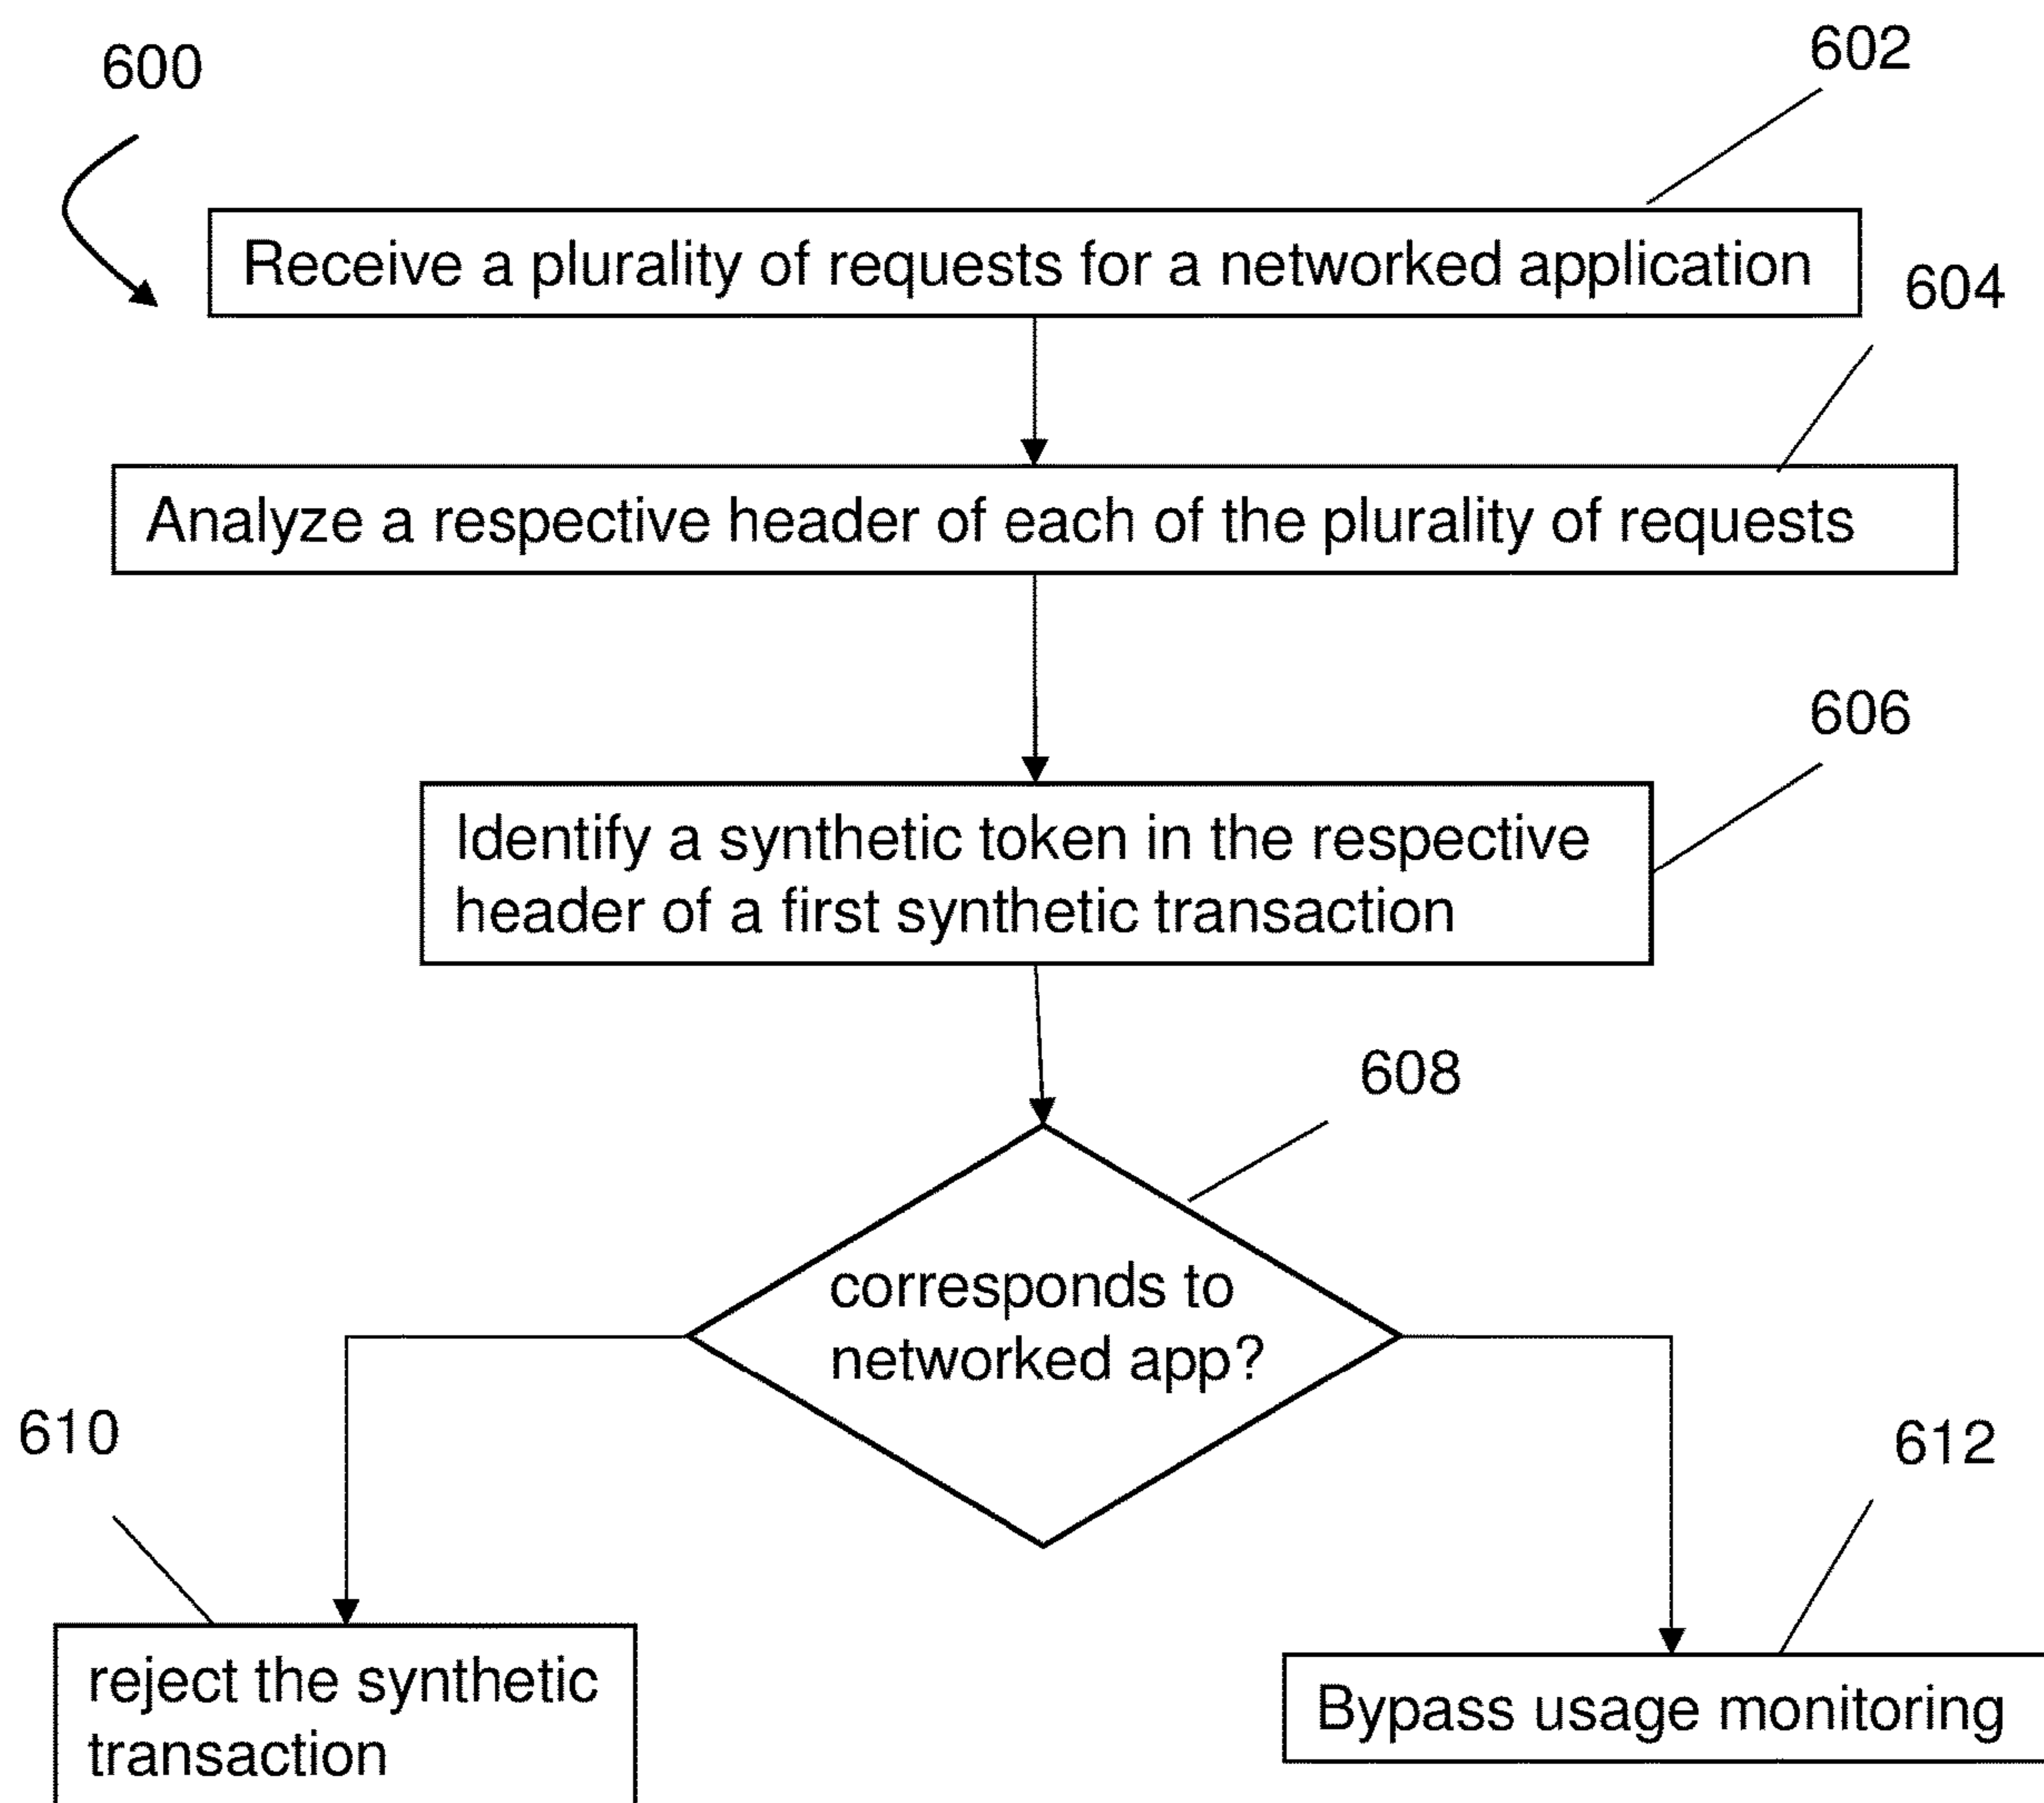 600
602
Receive a plurality of requests for a networked application
604
Analyze a respective header of each of the plurality of requests
606
Identify a synthetic token in the respective
header of a first synthetic transaction
608
corresponds to
networked app?
610
612
reject the synthetic
transaction
Bypass usage monitoring